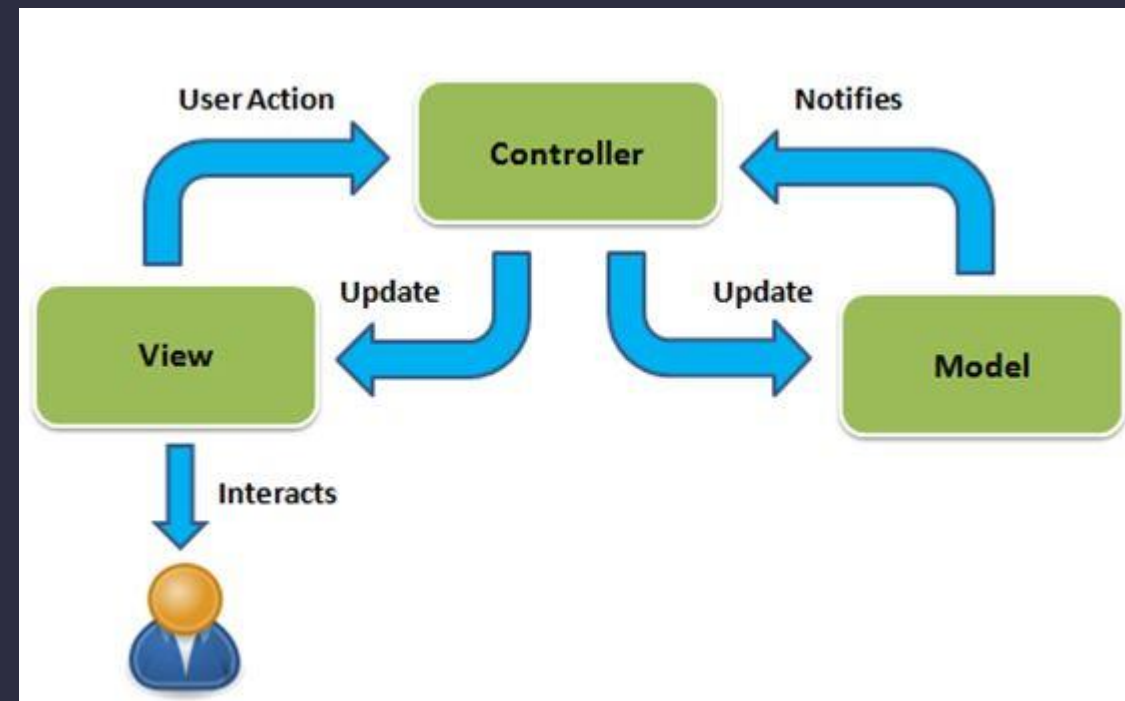 User Action
Notifies
Controller
Update
Update
View
Model
Interacts